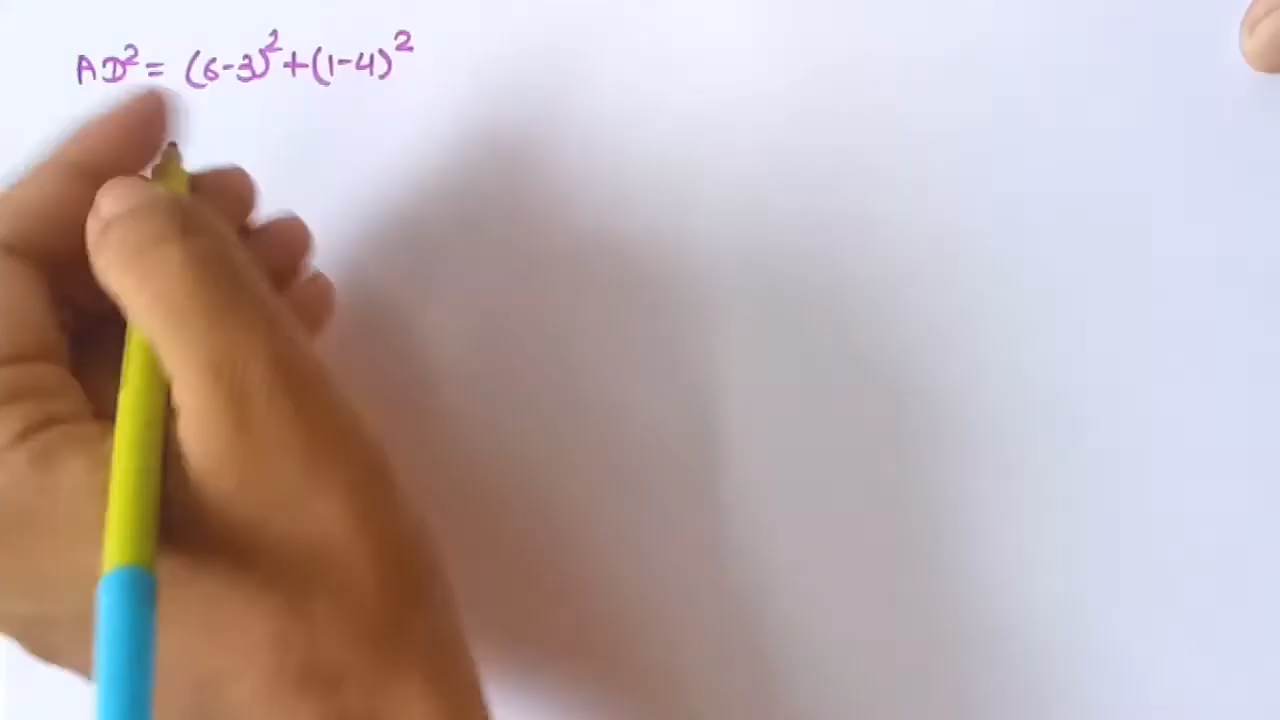 AD² = (6-3)² + (1-4)²